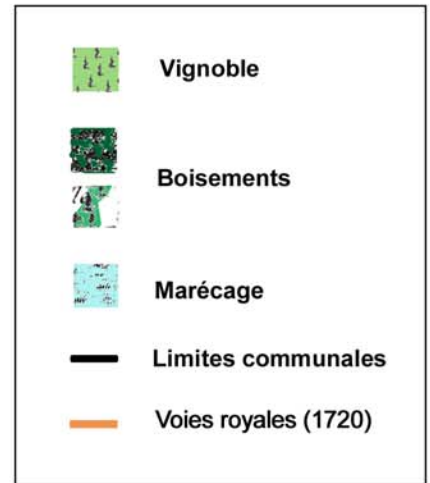 Vignoble
Boisements
Marécage
Limites communales
Voies royales (1720)